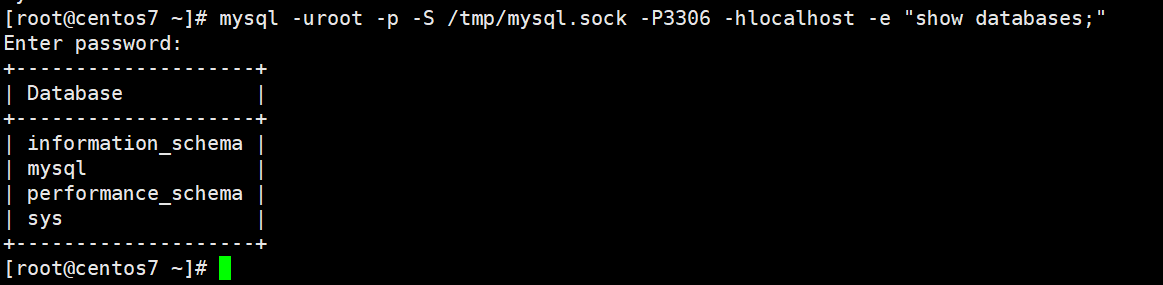 [root@centos7 ~]# mysql -uroot -p -S /tmp/mysql.sock -P3306 -hlocalhost -e "show databases;"
Enter password:
+--------------------+
| Database           |
+--------------------+
| information_schema |
| mysql              |
| performance_schema |
| sys                |
+--------------------+
[root@centos7 ~]#